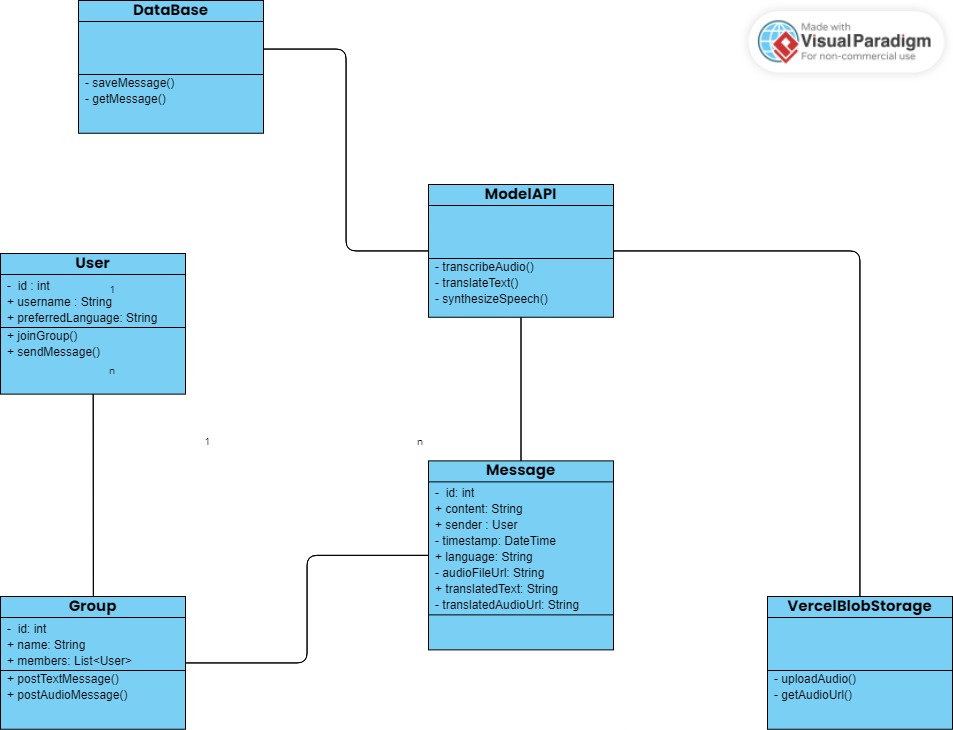 DataBase
- saveMessage()
- getMessage()
Made with
VisualParadigm
For non-commercial use
ModelAPI
- transcribeAudio()
- translateText()
- synthesizeSpeech()
User
- id : int
1
+ username : String
+ preferredLanguage: String
+ joinGroup()
+ sendMessage()
n
1
n
Message
- id: int
+ content: String
+ sender : User
- timestamp: DateTime
+ language: String
- audioFileUrl: String
+ translatedText: String
- translatedAudioUrl: String
Group
- id: int
+ name: String
+ members: List<User>
+ postTextMessage()
+ postAudioMessage()
VercelBlobStorage
- uploadAudio()
- getAudioUrl()